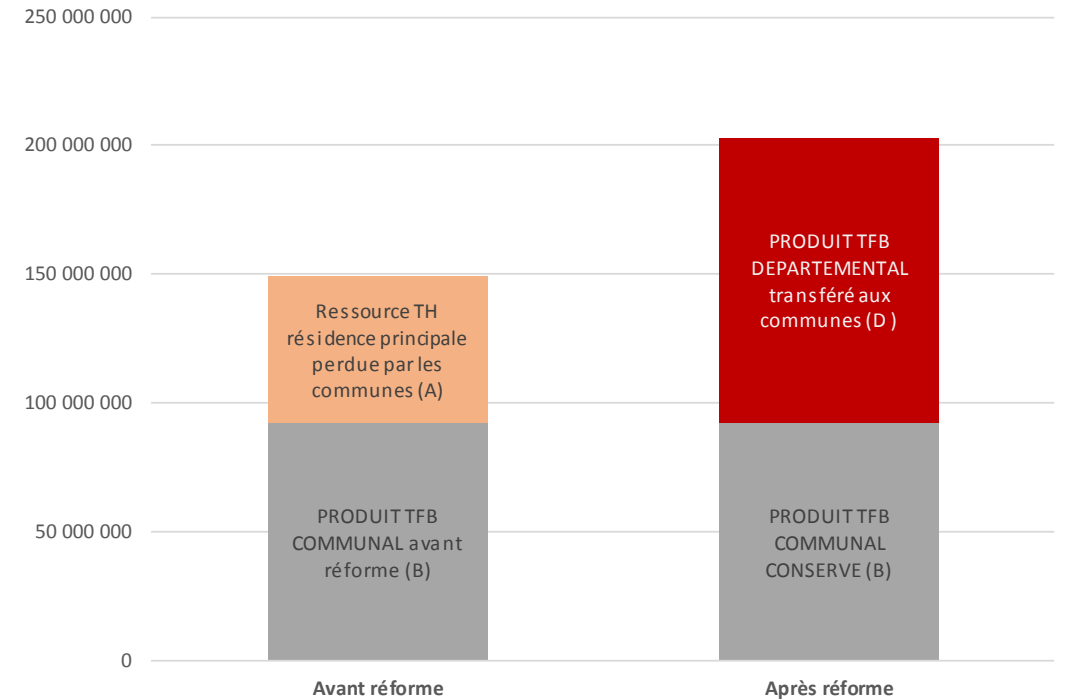 250 000 000
200 000 000
150 000 000
100 000 000
50 000 000
0
Ressource TH
résidence principale
perdue par les
communes (A)
PRODUIT TFB
COMMUNAL avant
réforme (B)
PRODUIT TFB
DEPARTEMENTAL
transféré aux
communes (D )
PRODUIT TFB
COMMUNAL
CONSERVE (B)
Avant réforme
Après réforme